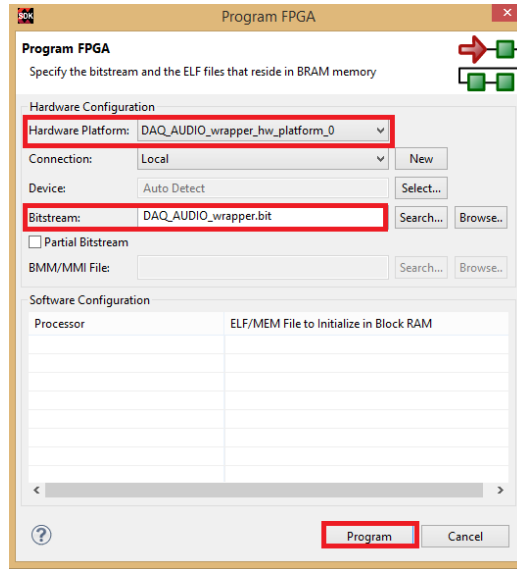 SDK
Program FPGA
Program FPGA
Specify the bitstream and the ELF files that reside in BRAM memory
Hardware Configuration
Hardware Platform: DAQ_AUDIO_wrapper_hw_platform_0
Connection: Local New
Device: Auto Detect Select...
Bitstream: DAQ_AUDIO_wrapper.bit Search... Browse..
Partial Bitstream
BMM/MMI File: Search... Browse..
Software Configuration
Processor ELF/MEM File to Initialize in Block RAM
Program Cancel